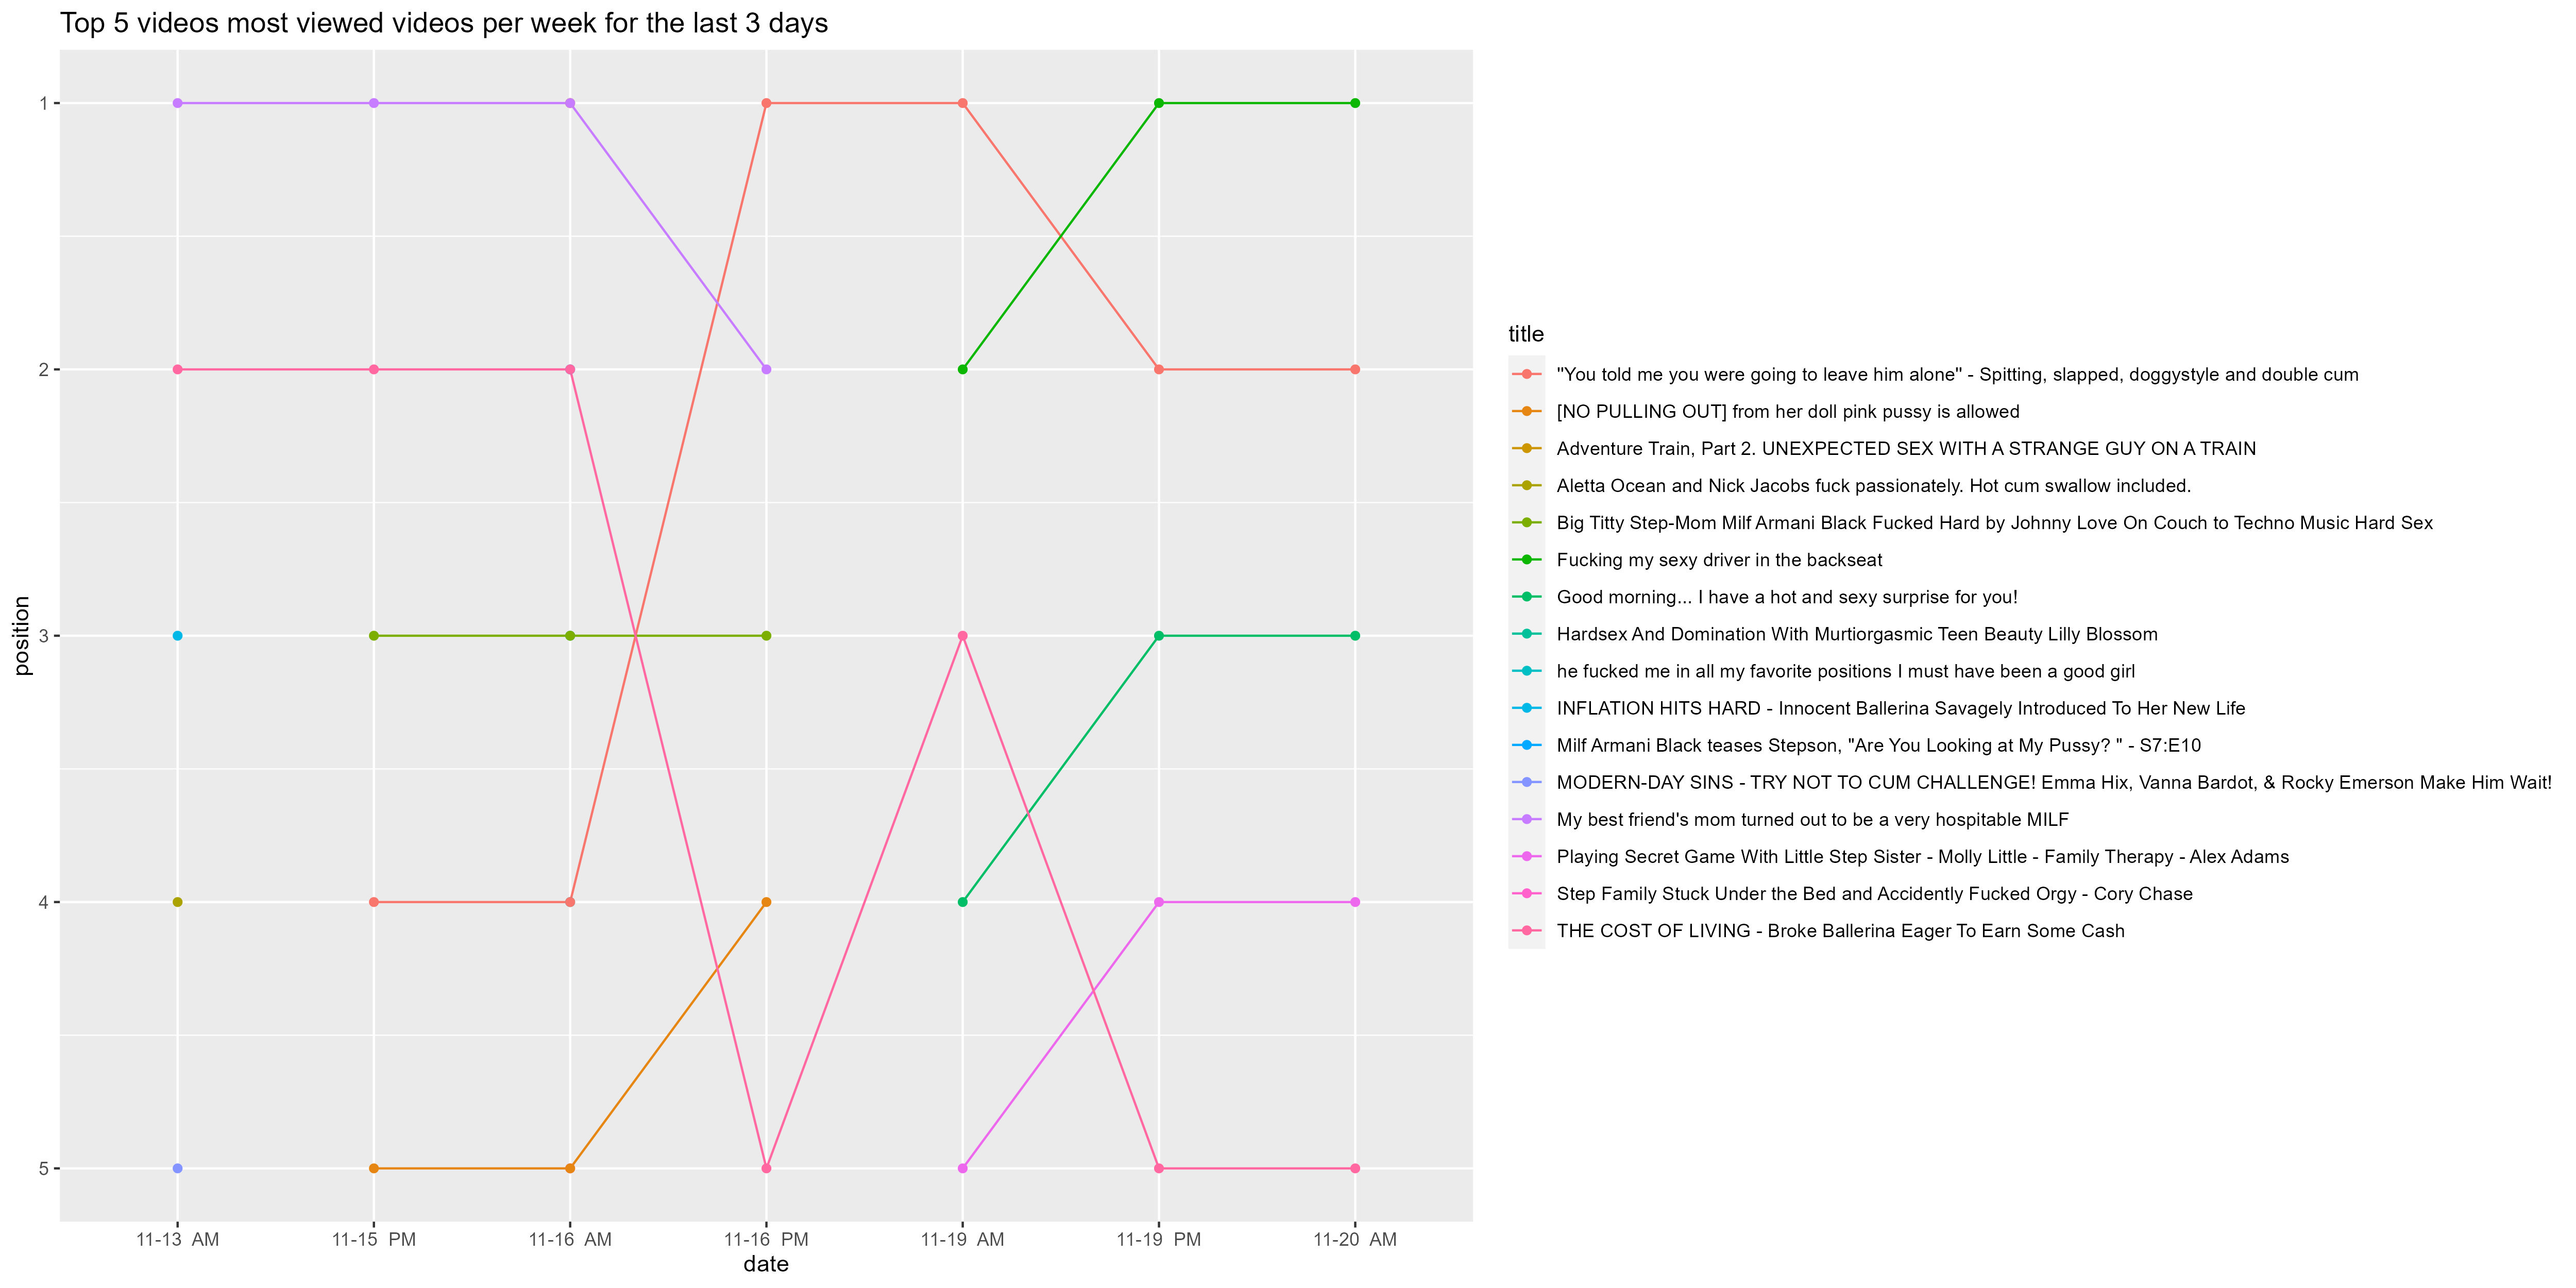 Top 5 videos most viewed videos per week for the last 3 days
1
2
3
4
5
position
11-13 AM
11-15 PM
11-16 AM
11-16 PM
11-19 AM
11-19 PM
11-20 AM
date
title
"You told me you were going to leave him alone" - Spitting, slapped, doggystyle and double cum
[NO PULLING OUT] from her doll pink pussy is allowed
Adventure Train, Part 2. UNEXPECTED SEX WITH A STRANGE GUY ON A TRAIN
Aletta Ocean and Nick Jacobs fuck passionately. Hot cum swallow included.
Big Titty Step-Mom Milf Armani Black Fucked Hard by Johnny Love On Couch to Techno Music Hard Sex
Fucking my sexy driver in the backseat
Good morning... I have a hot and sexy surprise for you!
Hardsex And Domination With Murtiorgasmic Teen Beauty Lilly Blossom
he fucked me in all my favorite positions I must have been a good girl
INFLATION HITS HARD - Innocent Ballerina Savagely Introduced To Her New Life
Milf Armani Black teases Stepson, "Are You Looking at My Pussy? " - S7:E10
MODERN-DAY SINS - TRY NOT TO CUM CHALLENGE! Emma Hix, Vanna Bardot, & Rocky Emerson Make Him Wait!
My best friend's mom turned out to be a very hospitable MILF
Playing Secret Game With Little Step Sister - Molly Little - Family Therapy - Alex Adams
Step Family Stuck Under the Bed and Accidently Fucked Orgy - Cory Chase
THE COST OF LIVING - Broke Ballerina Eager To Earn Some Cash